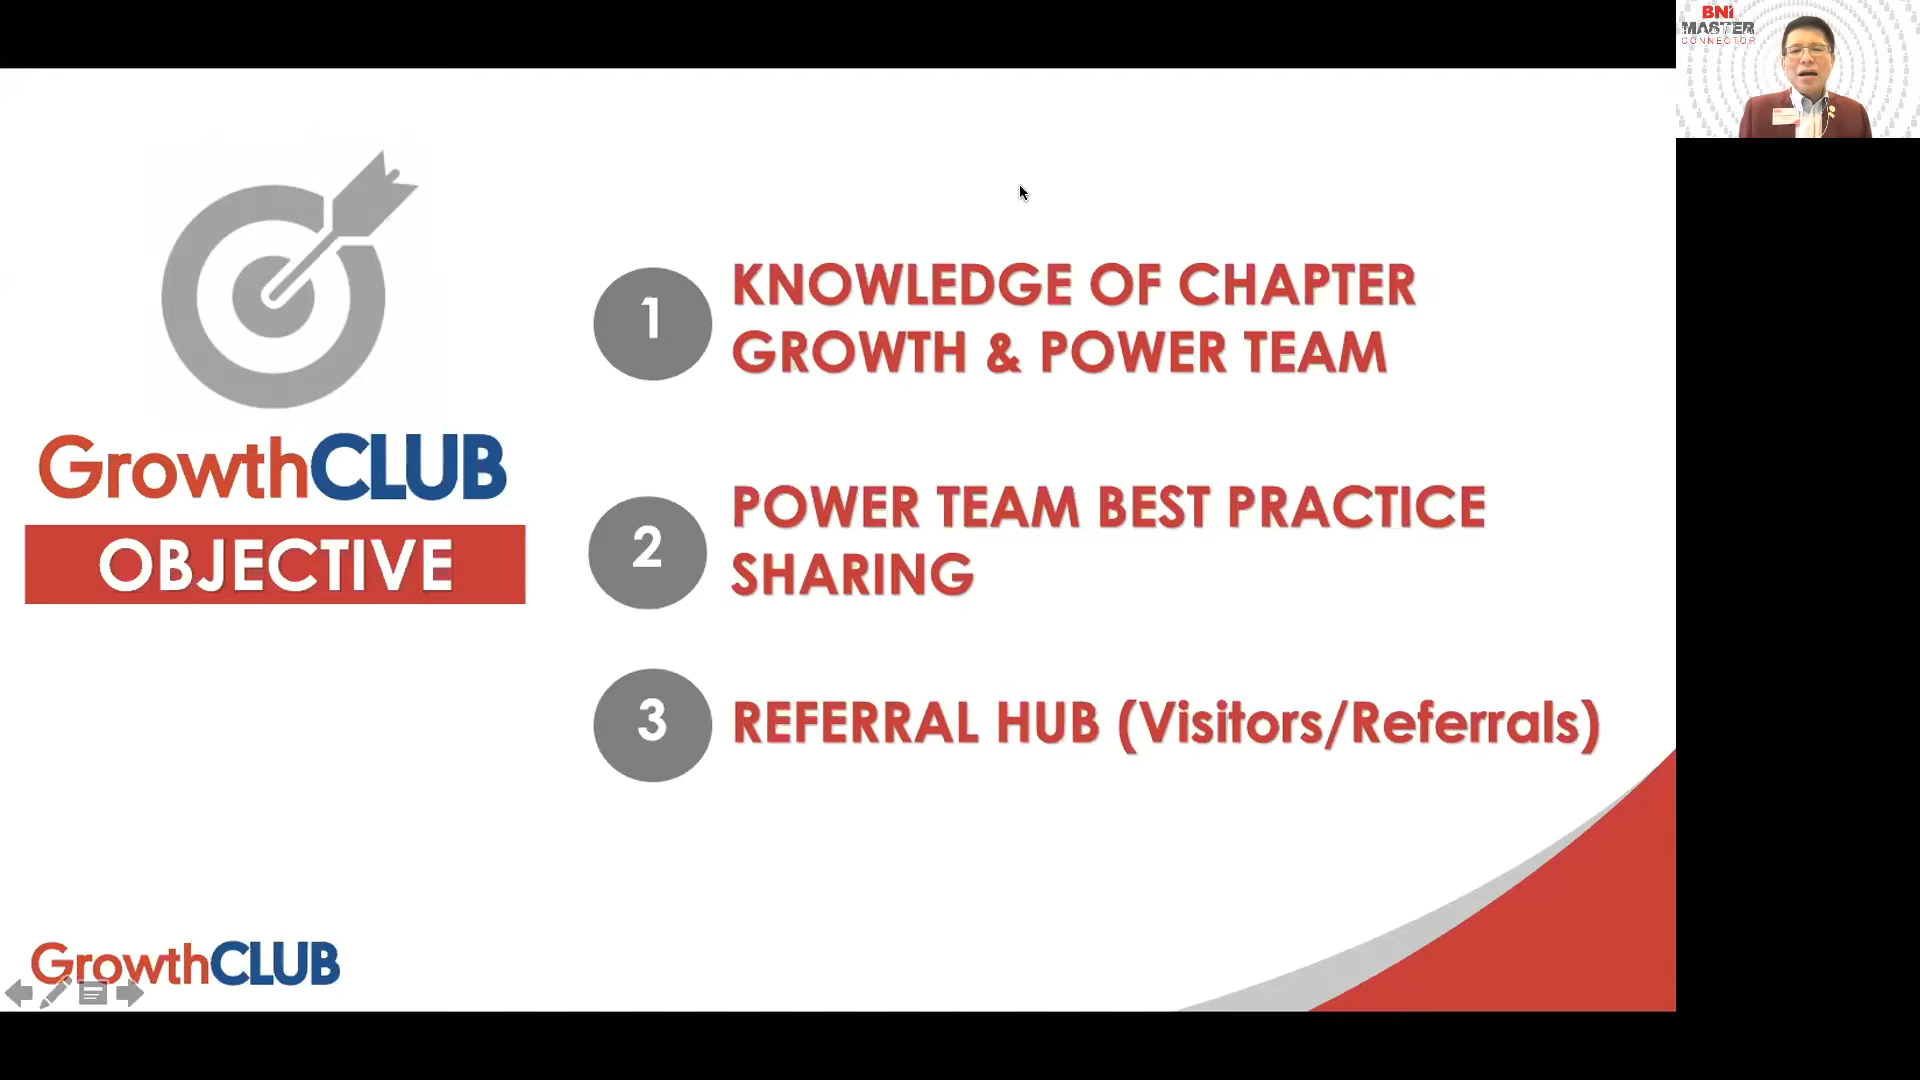 BNI
MASTER
CONNECTOR
GrowthCLUB
OBJECTIVE
1
KNOWLEDGE OF CHAPTER
GROWTH & POWER TEAM
2
POWER TEAM BEST PRACTICE
SHARING
3
REFERRAL HUB (Visitors/Referrals)
GrowthCLUB